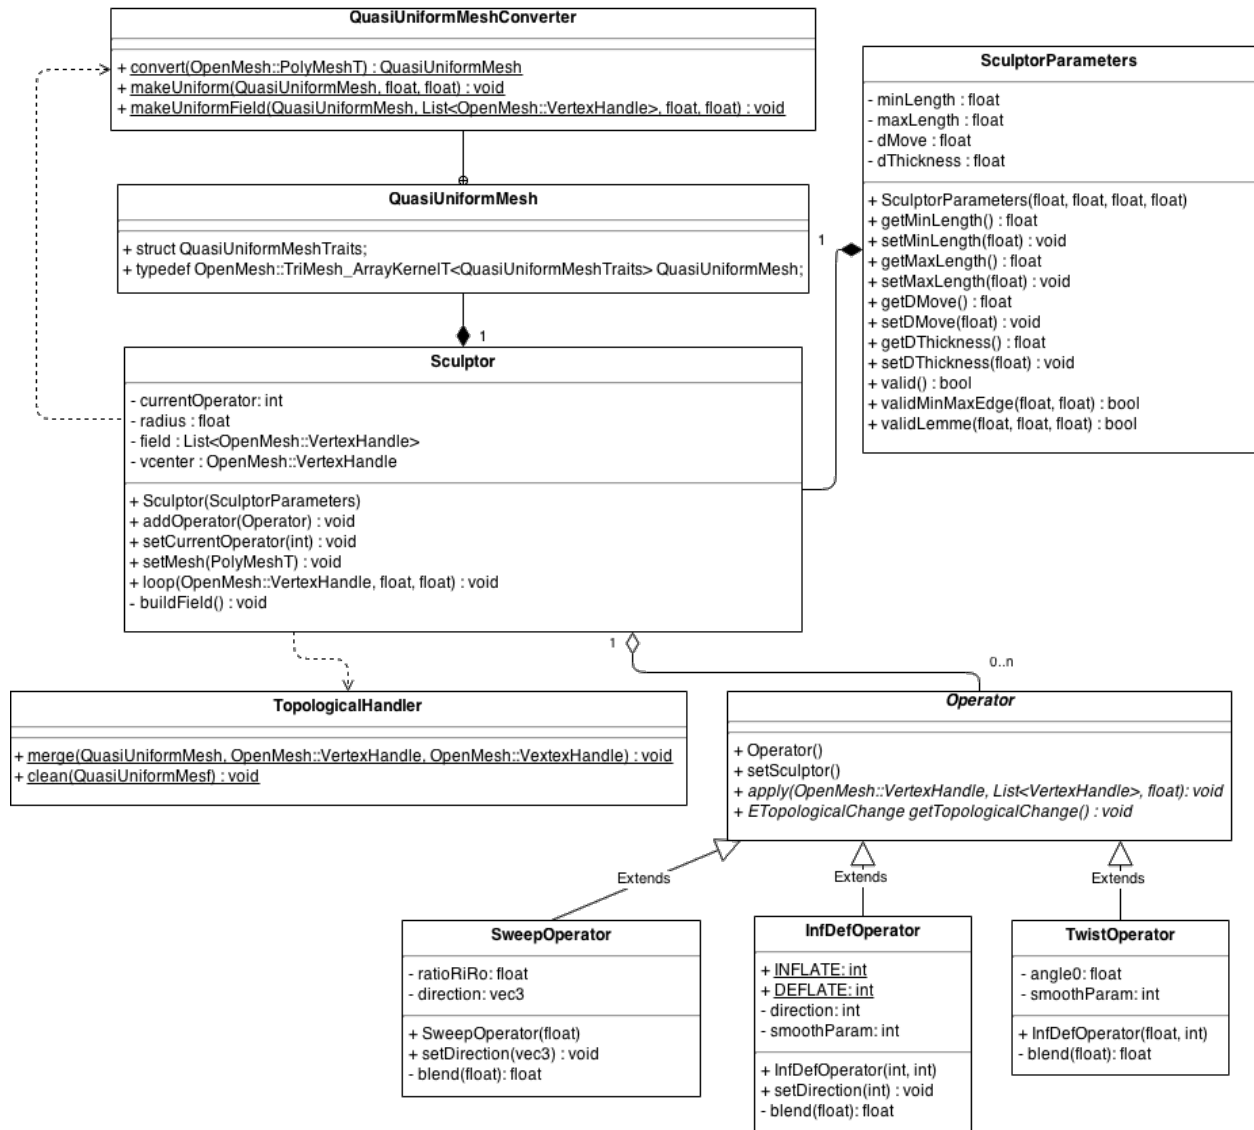 QuasiUniformMeshConverter
+ convert(OpenMesh::PolyMeshT) : QuasiUniformMesh
+ makeUniform(QuasiUniformMesh, float, float) : void
+ makeUniformField(QuasiUniformMesh, List<OpenMesh::VertexHandle>, float, float) : void
SculptorParameters
- minLength : float
- maxLength : float
- dMove : float
- dThickness : float
+ SculptorParameters(float, float, float, float)
+ getMinLength() : float
+ setMinLength(float) : void
+ getMaxLength() : float
+ setMaxLength(float) : void
+ getDMove() : float
+ setDMove(float) : void
+ getDThickness() : float
+ setDThickness(float) : void
+ valid() : bool
+ validMinMaxEdge(float, float) : bool
+ validLemme(float, float, float) : bool
1
QuasiUniformMesh
+ struct QuasiUniformMeshTraits;
+ typedef OpenMesh::TriMesh_ArrayKernelT<QuasiUniformMeshTraits> QuasiUniformMesh;
1
Sculptor
- currentOperator: int
- radius : float
- field : List<OpenMesh::VertexHandle>
- vcenter : OpenMesh::VertexHandle
+ Sculptor(SculptorParameters)
+ addOperator(Operator) : void
+ setCurrentOperator(int) : void
+ setMesh(PolyMeshT) : void
+ loop(OpenMesh::VertexHandle, float, float) : void
- buildField() : void
1
0..n
TopologicalHandler
+ merge(QuasiUniformMesh, OpenMesh::VertexHandle, OpenMesh::VextexHandle) : void
+ clean(QuasiUniformMesf) : void
Operator
+ Operator()
+ setSculptor()
+ apply(OpenMesh::VertexHandle, List<VertexHandle>, float): void
+ ETopologicalChange getTopologicalChange() : void
Extends
Extends
Extends
SweepOperator
- ratioRiRo: float
- direction: vec3
+ SweepOperator(float)
+ setDirection(vec3) : void
- blend(float): float
InfDefOperator
+ INFLATE: int
+ DEFLATE: int
- direction: int
- smoothParam: int
+ InfDefOperator(int, int)
+ setDirection(int) : void
- blend(float): float
TwistOperator
- angle0: float
- smoothParam: int
+ InfDefOperator(float, int)
- blend(float): float